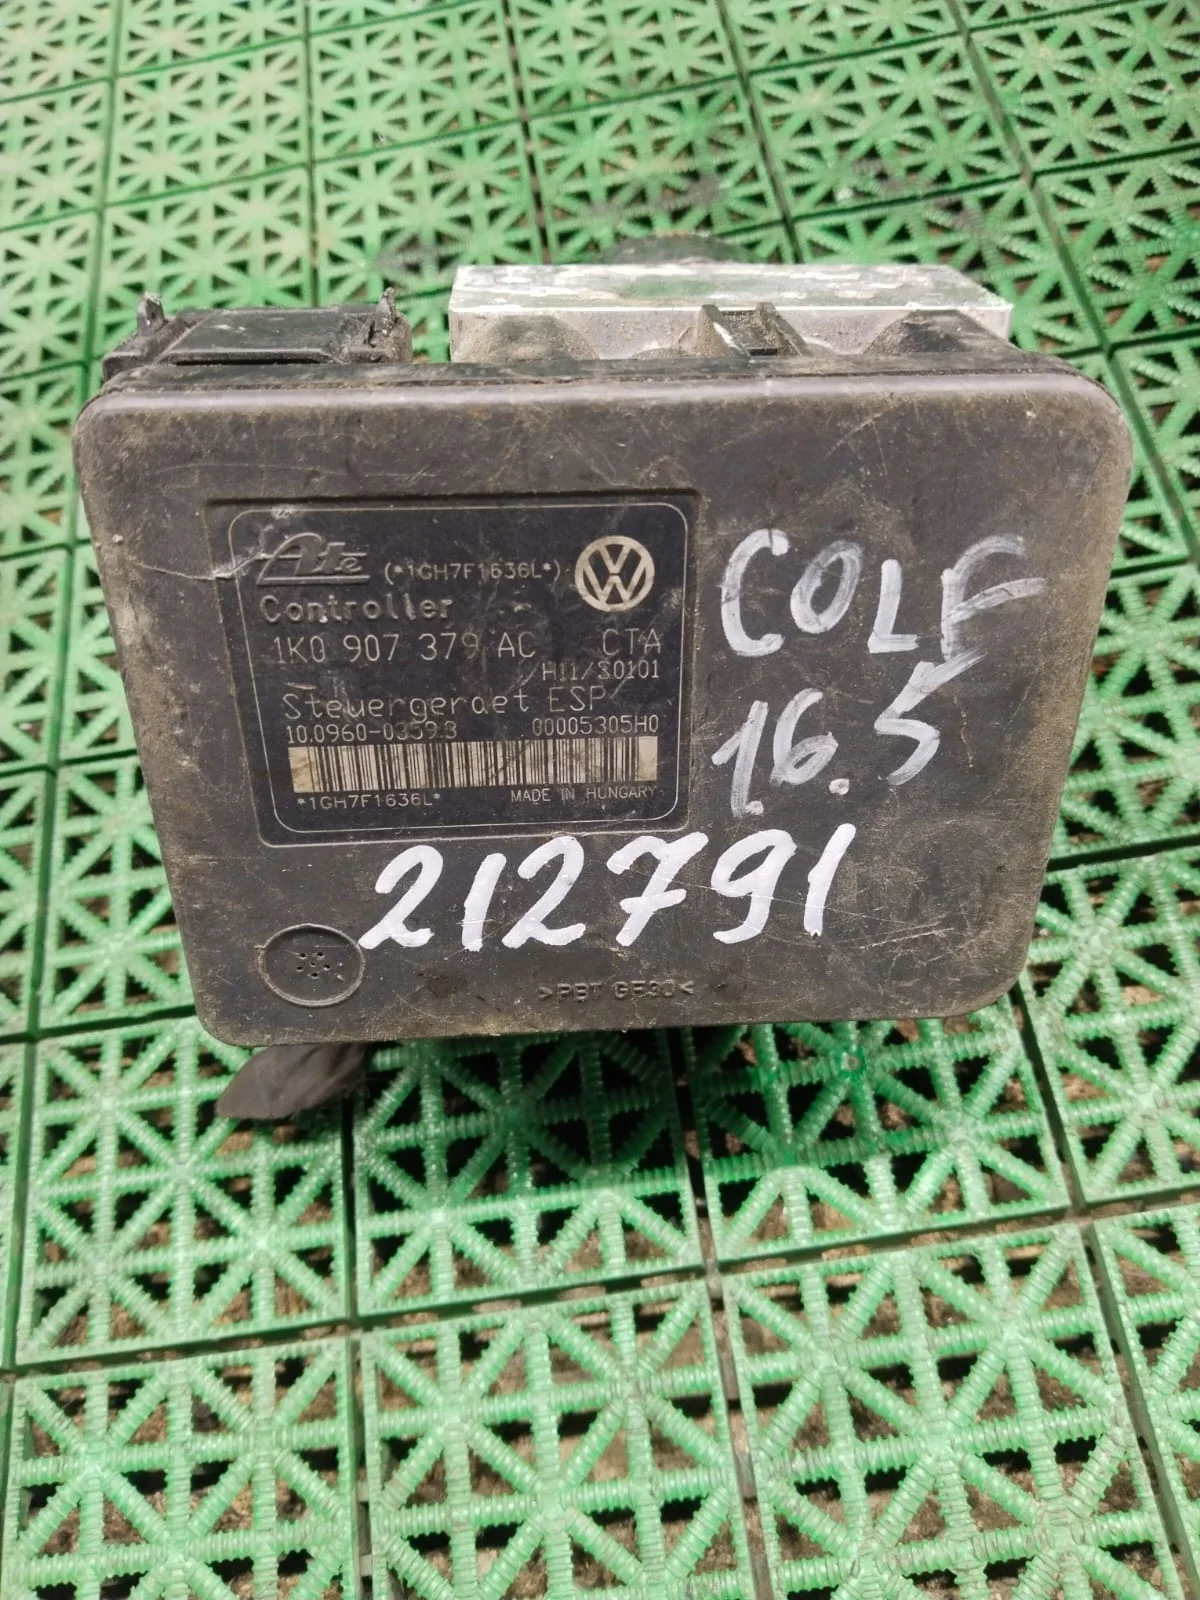 Ate (*1GH7F1636L*)
Controller
1K0 907 379 AC CTA
H11/S0101
Steuergeraet ESP
10.0960-0359.3 00005305H0
*1GH7F1636L* MADE IN HUNGARY
COLF
16.5
212791
>PBT GF30<